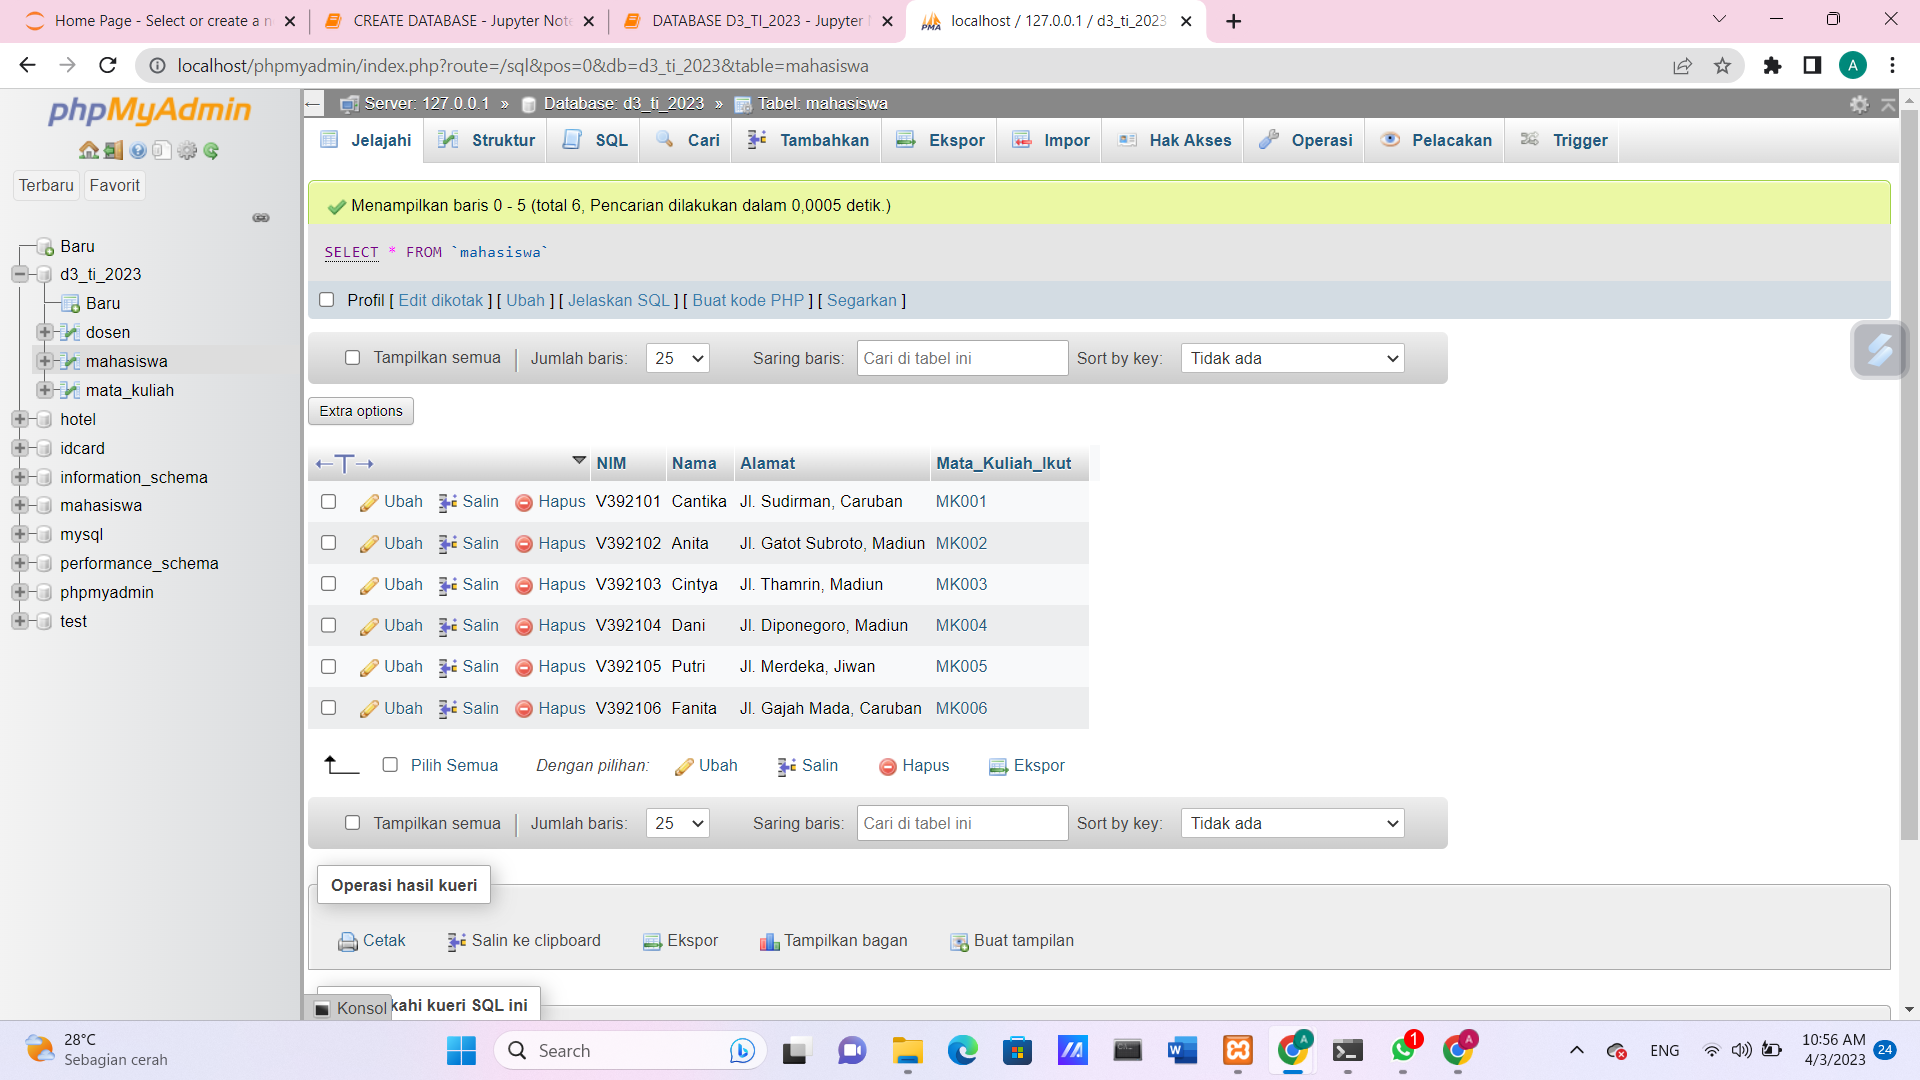 Home Page - Select or create a n
CREATE DATABASE - Jupyter Note
DATABASE D3_TI_2023 - Jupyter N
localhost / 127.0.0.1 / d3_ti_2023
localhost/phpmyadmin/index.php?route=/sql&pos=0&db=d3_ti_2023&table=mahasiswa
A
phpMyAdmin
Terbaru Favorit
Baru
d3_ti_2023
Baru
dosen
mahasiswa
mata_kuliah
hotel
idcard
information_schema
mahasiswa
mysql
performance_schema
phpmyadmin
test
Server: 127.0.0.1 » Database: d3_ti_2023 » Tabel: mahasiswa
Jelajahi Struktur SQL Cari Tambahkan Ekspor Impor Hak Akses Operasi Pelacakan Trigger
Menampilkan baris 0 - 5 (total 6, Pencarian dilakukan dalam 0,0005 detik.)
SELECT * FROM `mahasiswa`
Profil [ Edit dikotak ] [ Ubah ] [ Jelaskan SQL ] [ Buat kode PHP ] [ Segarkan ]
Tampilkan semua | Jumlah baris: 25 Saring baris: Cari di tabel ini Sort by key: Tidak ada
Extra options
NIM Nama Alamat Mata_Kuliah_Ikut
Ubah Salin Hapus V392101 Cantika Jl. Sudirman, Caruban MK001
Ubah Salin Hapus V392102 Anita Jl. Gatot Subroto, Madiun MK002
Ubah Salin Hapus V392103 Cintya Jl. Thamrin, Madiun MK003
Ubah Salin Hapus V392104 Dani Jl. Diponegoro, Madiun MK004
Ubah Salin Hapus V392105 Putri Jl. Merdeka, Jiwan MK005
Ubah Salin Hapus V392106 Fanita Jl. Gajah Mada, Caruban MK006
Pilih Semua Dengan pilihan: Ubah Salin Hapus Ekspor
Tampilkan semua | Jumlah baris: 25 Saring baris: Cari di tabel ini Sort by key: Tidak ada
Operasi hasil kueri
Cetak Salin ke clipboard Ekspor Tampilkan bagan Buat tampilan
Konsol kahi kueri SQL ini
28°C
Sebagian cerah
Search
1
ENG
10:56 AM
4/3/2023
24